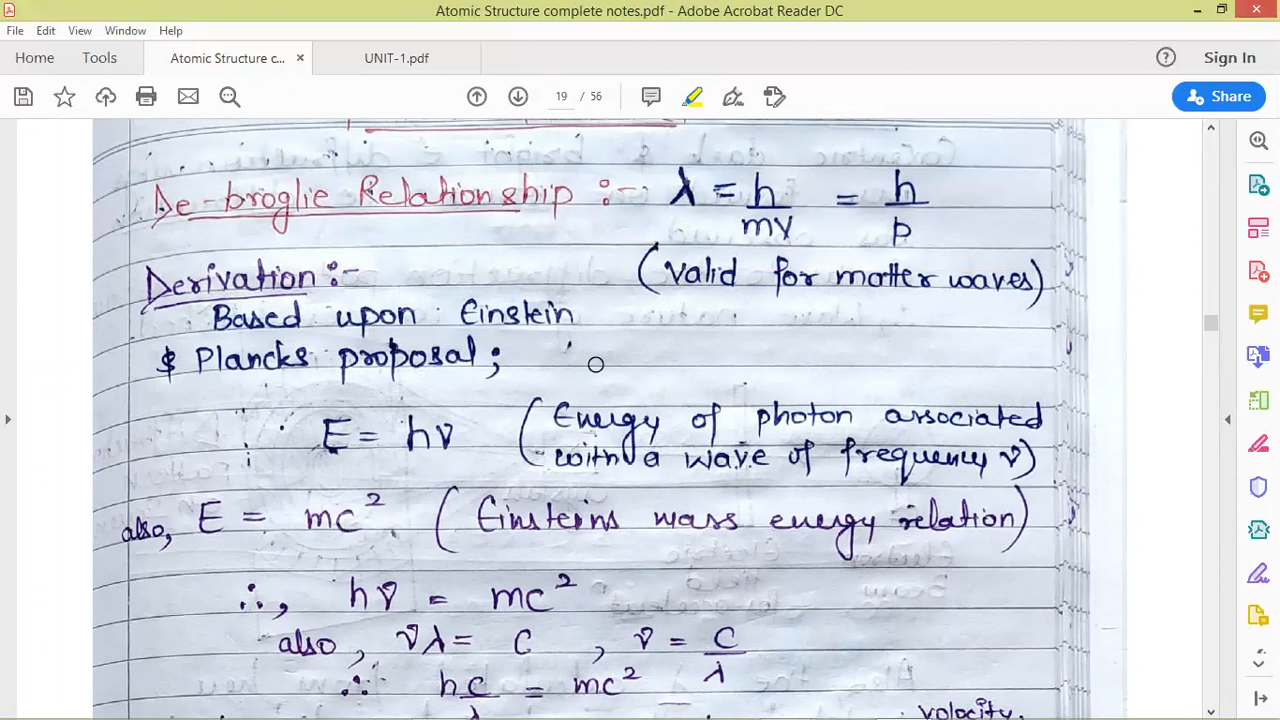 Atomic Structure complete notes.pdf - Adobe Acrobat Reader DC
File Edit View Window Help
Home Tools Atomic Structure c... × UNIT-1.pdf Sign In
19 / 56 Share
De-broglie Relationship :- λ = h/mv = h/p
(valid for matter waves)
Derivation :-
Based upon Einstein
& Plancks proposal;
E = hν (Energy of photon associated
with a wave of frequency ν)
also, E = mc² (Einsteins mass energy relation)
∴, hν = mc²
also, νλ = C , ν = C/λ
∴ hc/λ = mc²
velocity.